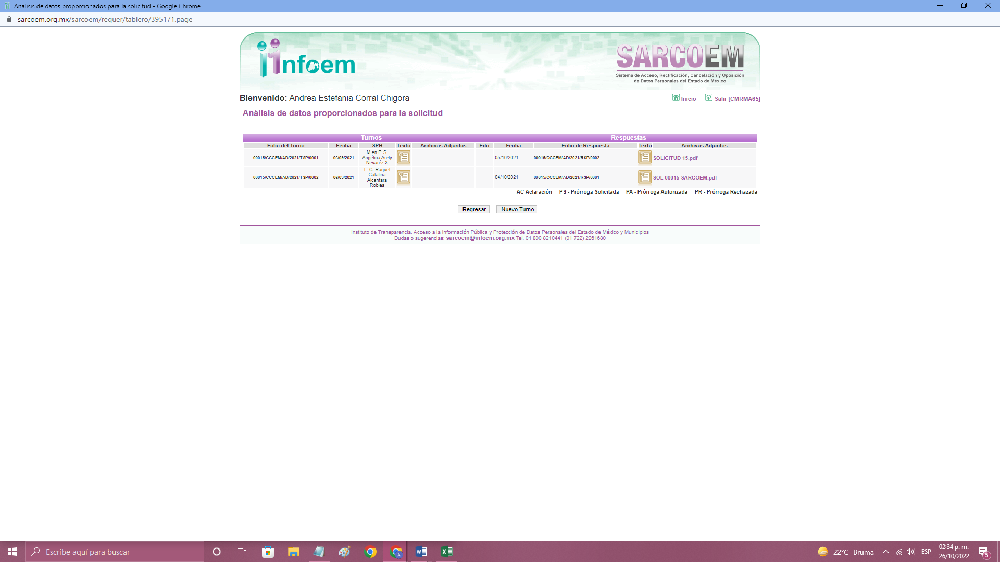 Análisis de datos proporcionados para la solicitud - Google Chrome
sarcoem.org.mx/sarcoem/requer/tablero/395171.page
infoem
SARCOEM
Sistema de Acceso, Rectificación, Cancelación y Oposición
de Datos Personales del Estado de México
Bienvenido: Andrea Estefania Corral Chigora
Inicio Salir [CMRMA65]
Análisis de datos proporcionados para la solicitud
Turnos Respuestas
Folio del Turno Fecha SPH Texto Archivos Adjuntos Edo Fecha Folio de Respuesta Texto Archivos Adjuntos
00015/CCCEM/AD/2021/TSP/0001 06/09/2021 M en P. S. Angélica Arely Nevaréz X 05/10/2021 00015/CCCEM/AD/2021/RSP/0002 SOLICITUD 15.pdf
00015/CCCEM/AD/2021/TSP/0002 06/09/2021 L. C. Raquel Catalina Alcantara Robles 04/10/2021 00015/CCCEM/AD/2021/RSP/0001 SOL 00015 SARCOEM.pdf
AC Aclaración PS - Prórroga Solicitada PA - Prórroga Autorizada PR - Prórroga Rechazada
Regresar Nuevo Turno
Instituto de Transparencia, Acceso a la Información Pública y Protección de Datos Personales del Estado de México y Municipios
Dudas o sugerencias: sarcoem@infoem.org.mx Tel. 01 800 8210441 (01 722) 2261680
Escribe aquí para buscar
22°C Bruma
ESP
02:34 p. m.
26/10/2022
5